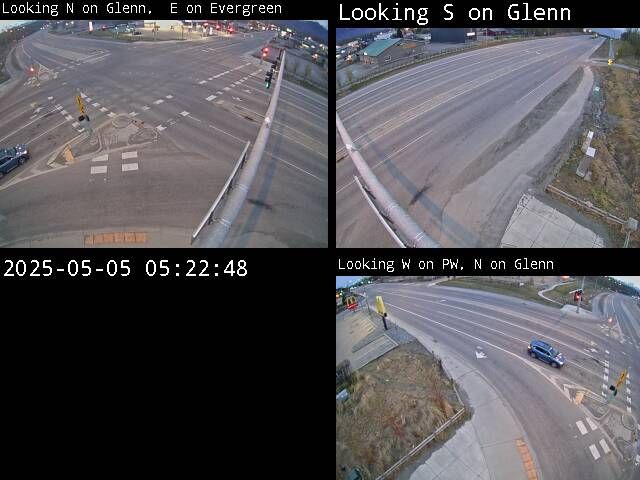 Looking N on Glenn,  E on Evergreen
Looking S on Glenn
2025-05-05 05:22:48
Looking W on PW, N on Glenn